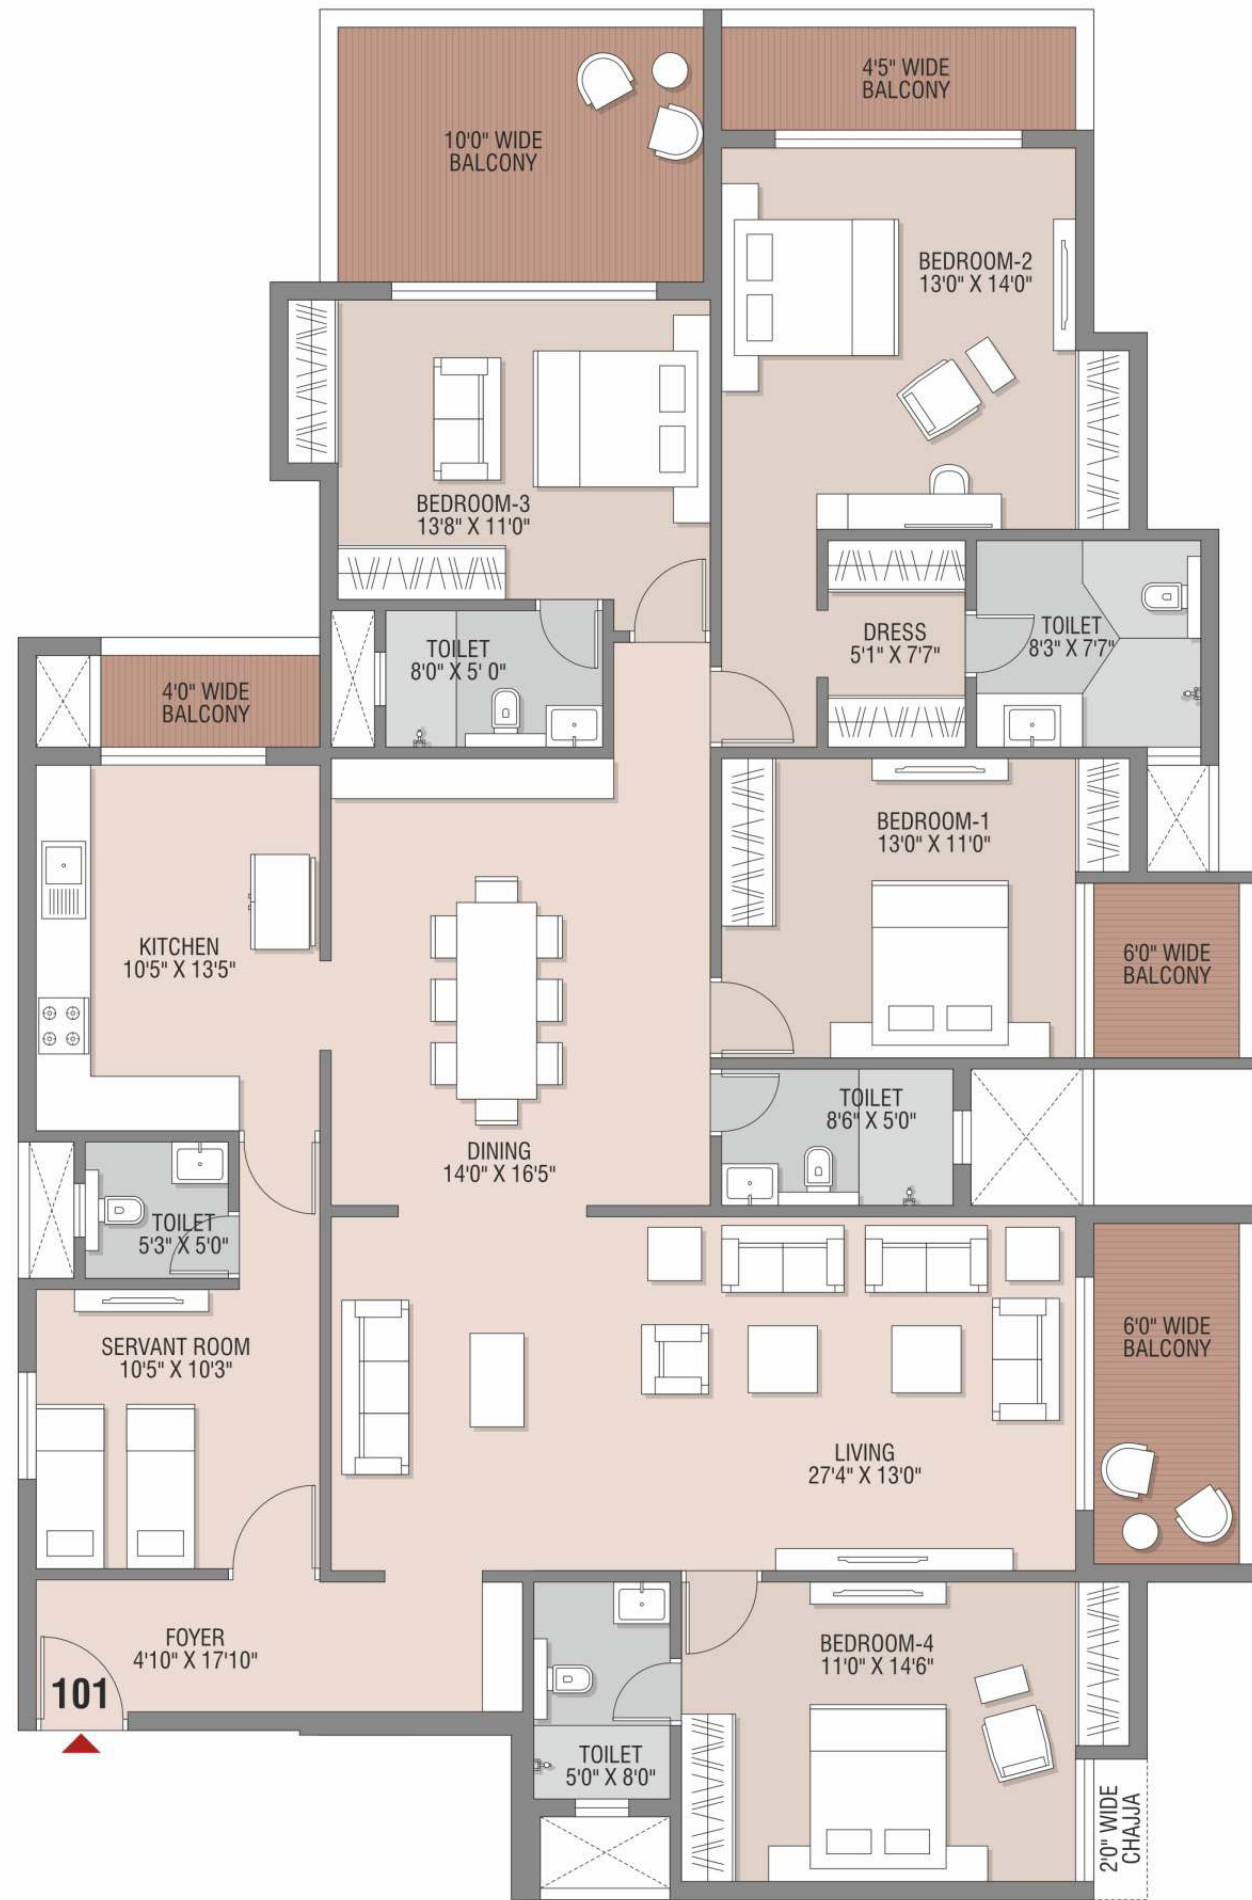 4'5" WIDE
BALCONY
10'0" WIDE
BALCONY
BEDROOM-2
13'0" X 14'0"
BEDROOM-3
13'8" X 11'0"
TOILET
8'0" X 5' 0"
DRESS
5'1" X 7'7"
TOILET
8'3" X 7'7"
4'0" WIDE
BALCONY
BEDROOM-1
13'0" X 11'0"
KITCHEN
10'5" X 13'5"
6'0" WIDE
BALCONY
TOILET
8'6" X 5'0"
DINING
14'0" X 16'5"
TOILET
5'3" X 5'0"
SERVANT ROOM
10'5" X 10'3"
6'0" WIDE
BALCONY
LIVING
27'4" X 13'0"
FOYER
4'10" X 17'10"
101
BEDROOM-4
11'0" X 14'6"
TOILET
5'0" X 8'0"
2'0" WIDE
CHAJJA